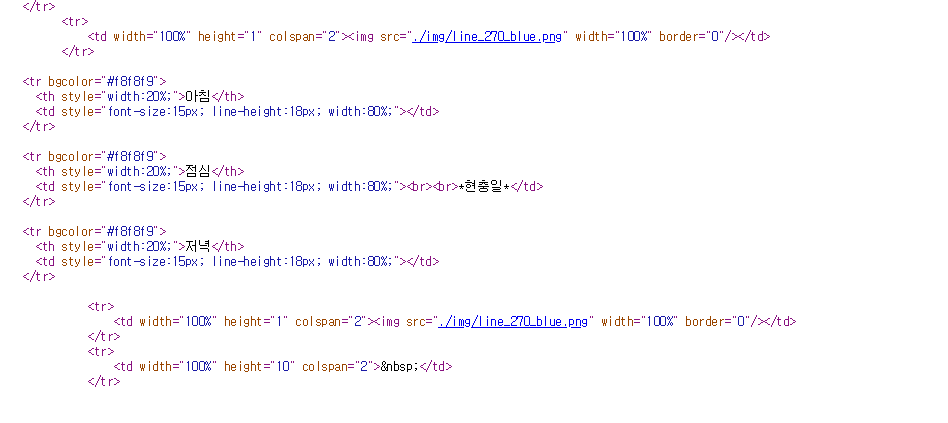 </tr>
<tr>
<td width="100%" height="1" colspan="2"><img src="./img/line_270_blue.png" width="100%" border="0"/></td>
</tr>
<tr bgcolor="#f8f8f9">
<th style="width:20%;">아침</th>
<td style="font-size:15px; line-height:18px; width:80%;"></td>
</tr>
<tr bgcolor="#f8f8f9">
<th style="width:20%;">점심</th>
<td style="font-size:15px; line-height:18px; width:80%;"><br><br>*현충일*</td>
</tr>
<tr bgcolor="#f8f8f9">
<th style="width:20%;">저녁</th>
<td style="font-size:15px; line-height:18px; width:80%;"></td>
</tr>
<tr>
<td width="100%" height="1" colspan="2"><img src="./img/line_270_blue.png" width="100%" border="0"/></td>
</tr>
<tr>
<td width="100%" height="10" colspan="2">&nbsp;</td>
</tr>